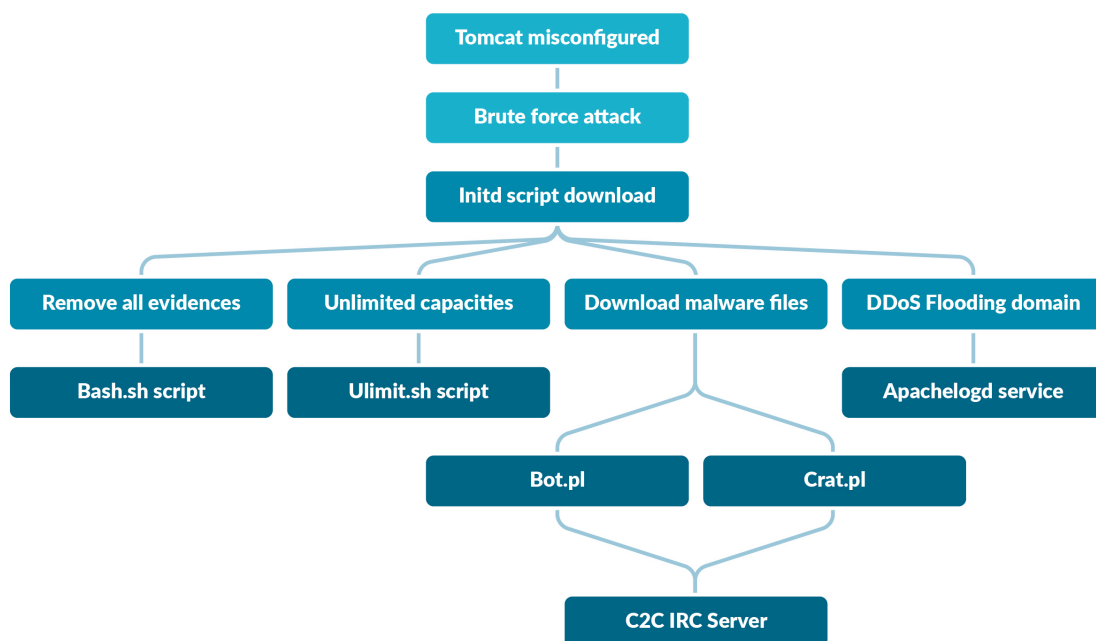 Tomcat misconfigured
Brute force attack
Initd script download
Remove all evidences
Unlimited capacities
Download malware files
DDoS Flooding domain
Bash.sh script
Ulimit.sh script
Apachelogd service
Bot.pl
Crat.pl
C2C IRC Server